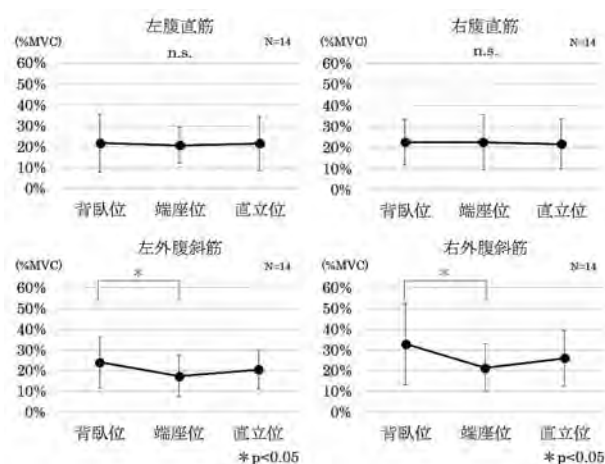 左腹直筋
(%MVC)
n.s.
N=14
60%
50%
40%
30%
20%
10%
0%
背臥位 端座位 直立位
右腹直筋
(%MVC)
n.s.
N=14
60%
50%
40%
30%
20%
10%
0%
背臥位 端座位 直立位
左外腹斜筋
(%MVC)
*
N=14
60%
50%
40%
30%
20%
10%
0%
背臥位 端座位 直立位
*p<0.05
右外腹斜筋
(%MVC)
*
N=14
60%
50%
40%
30%
20%
10%
0%
背臥位 端座位 直立位
*p<0.05